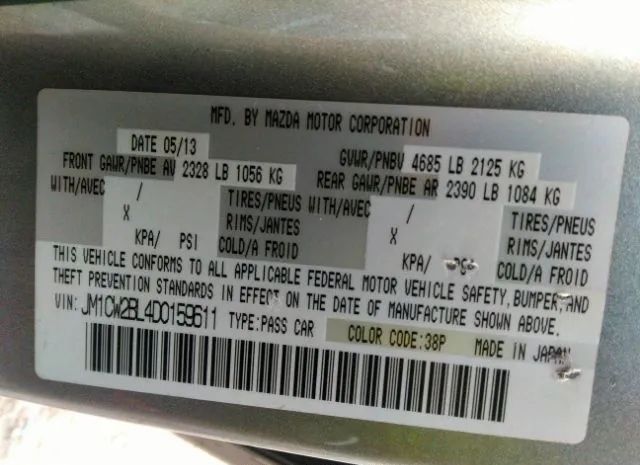 MFD. BY MAZDA MOTOR CORPORATION
DATE 05/13 GVWR/PNBV 4685 LB 2125 KG
FRONT GAWR/PNBE AV 2328 LB 1056 KG REAR GAWR/PNBE AR 2390 LB 1084 KG
WITH/AVEC / TIRES/PNEUS WITH/AVEC / TIRES/PNEUS
X RIMS/JANTES X RIMS/JANTES
KPA/ PSI COLD/A FROID KPA/ COLD/A FROID
THIS VEHICLE CONFORMS TO ALL APPLICABLE FEDERAL MOTOR VEHICLE SAFETY, BUMPER, AND
THEFT PREVENTION STANDARDS IN EFFECT ON THE DATE OF MANUFACTURE SHOWN ABOVE.
VIN: JM1CW2BL4D0159611 TYPE:PASS CAR COLOR CODE:38P MADE IN JAPAN